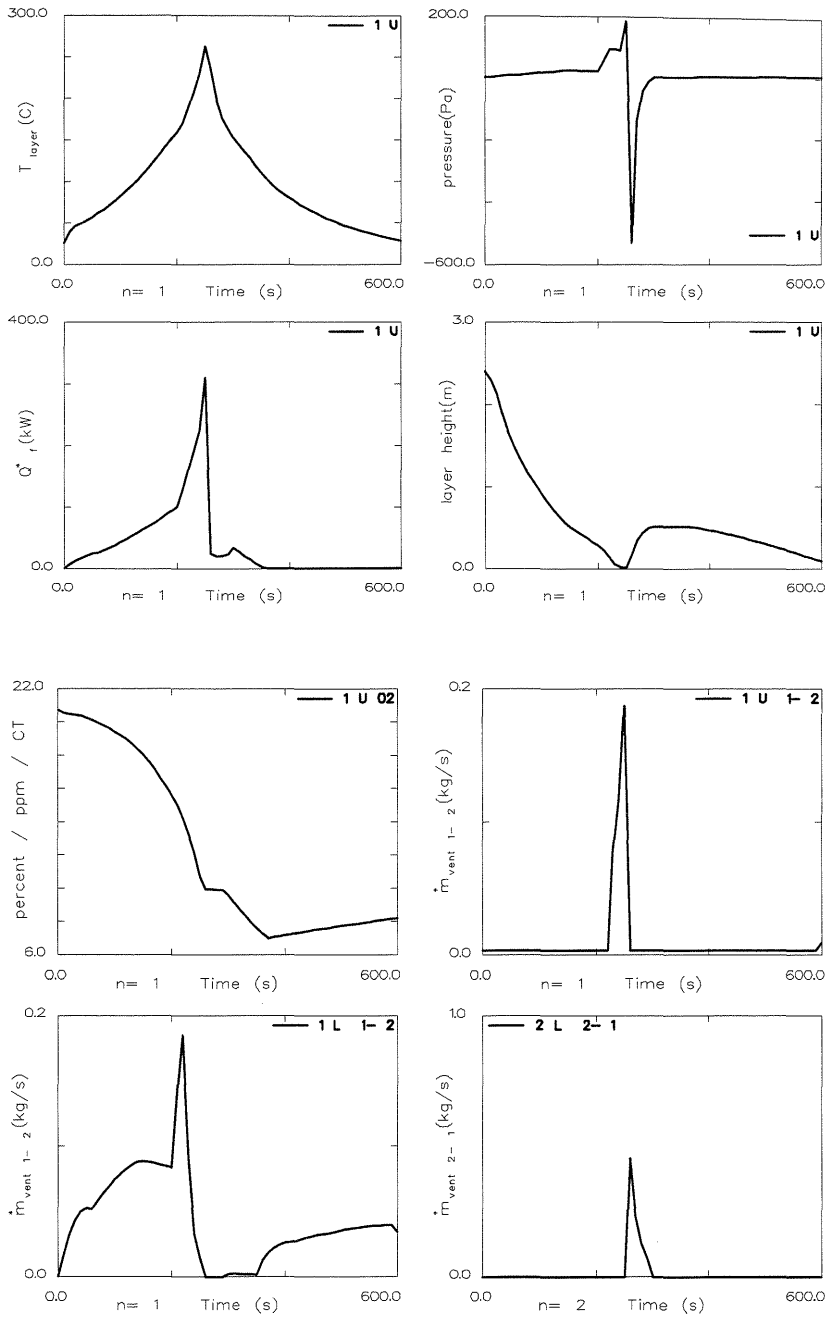 300.0
1 U
T layer (C)
0.0
0.0
n= 1 Time (s)
600.0
200.0
1 U
pressure(Pa)
-600.0
0.0
n= 1 Time (s)
600.0
400.0
1 U
Q* f (kW)
0.0
0.0
n= 1 Time (s)
600.0
3.0
1 U
layer height(m)
0.0
0.0
n= 1 Time (s)
600.0
22.0
1 U O2
percent / ppm / CT
6.0
0.0
n= 1 Time (s)
600.0
0.2
1 U 1- 2
ṁ vent 1- 2 (kg/s)
0.0
0.0
n= 1 Time (s)
600.0
0.2
1 L 1- 2
ṁ vent 1- 2 (kg/s)
0.0
0.0
n= 1 Time (s)
600.0
1.0
2 L 2- 1
ṁ vent 2- 1 (kg/s)
0.0
0.0
n= 2 Time (s)
600.0